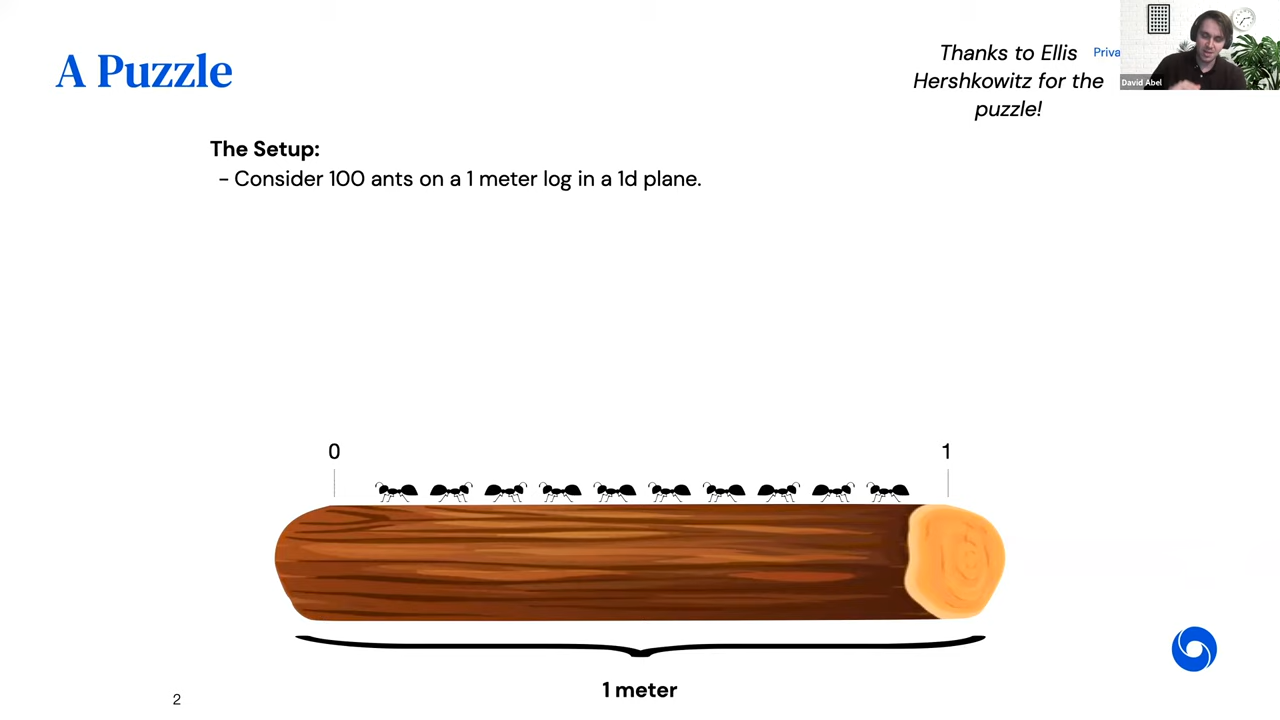 A Puzzle
Thanks to Ellis
Hershkowitz for the
puzzle!
Priva
David Abel
The Setup:
- Consider 100 ants on a 1 meter log in a 1d plane.
0
1
1 meter
2